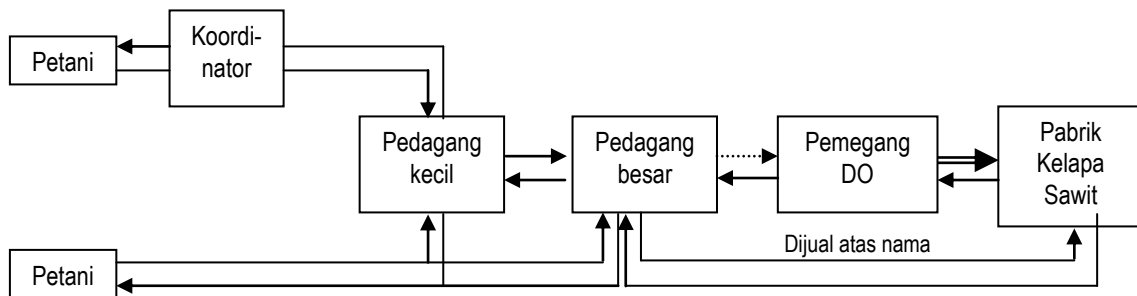 Petani
Koordi-
nator
Pedagang
kecil
Pedagang
besar
Pemegang
DO
Pabrik
Kelapa
Sawit
Dijual atas nama
Petani